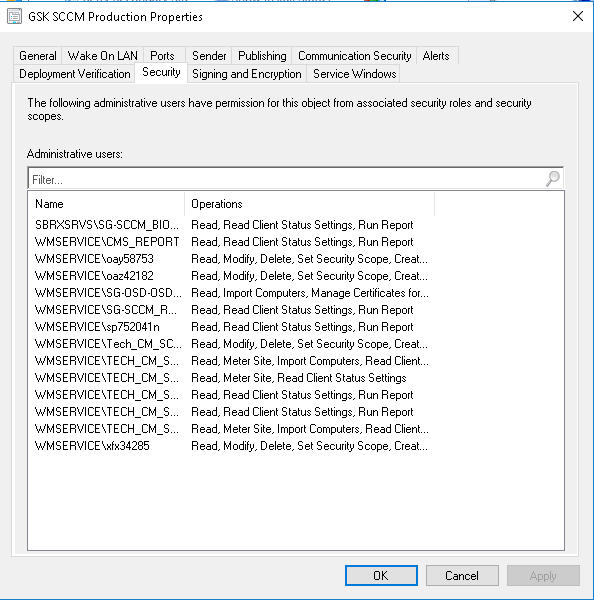 GSK SCCM Production Properties
General Wake On LAN Ports Sender Publishing Communication Security Alerts
Deployment Verification Security Signing and Encryption Service Windows
The following administrative users have permission for this object from associated security roles and security
scopes.
Administrative users:
Filter...
Name Operations
SBRXSRVS\SG-SCCM_BIO... Read, Read Client Status Settings, Run Report
WMSERVICE\CMS_REPORT Read, Read Client Status Settings, Run Report
WMSERVICE\oay58753 Read, Modify, Delete, Set Security Scope, Creat...
WMSERVICE\oaz42182 Read, Modify, Delete, Set Security Scope, Creat...
WMSERVICE\SG-OSD-OSD... Read, Import Computers, Manage Certificates for...
WMSERVICE\SG-SCCM_R... Read, Read Client Status Settings, Run Report
WMSERVICE\sp752041n Read, Read Client Status Settings, Run Report
WMSERVICE\Tech_CM_SC... Read, Modify, Delete, Set Security Scope, Creat...
WMSERVICE\TECH_CM_S... Read, Meter Site, Import Computers, Read Client...
WMSERVICE\TECH_CM_S... Read, Meter Site, Read Client Status Settings
WMSERVICE\TECH_CM_S... Read, Read Client Status Settings, Run Report
WMSERVICE\TECH_CM_S... Read, Read Client Status Settings, Run Report
WMSERVICE\TECH_CM_S... Read, Meter Site, Import Computers, Read Client...
WMSERVICE\xfx34285 Read, Modify, Delete, Set Security Scope, Creat...
OK Cancel Apply